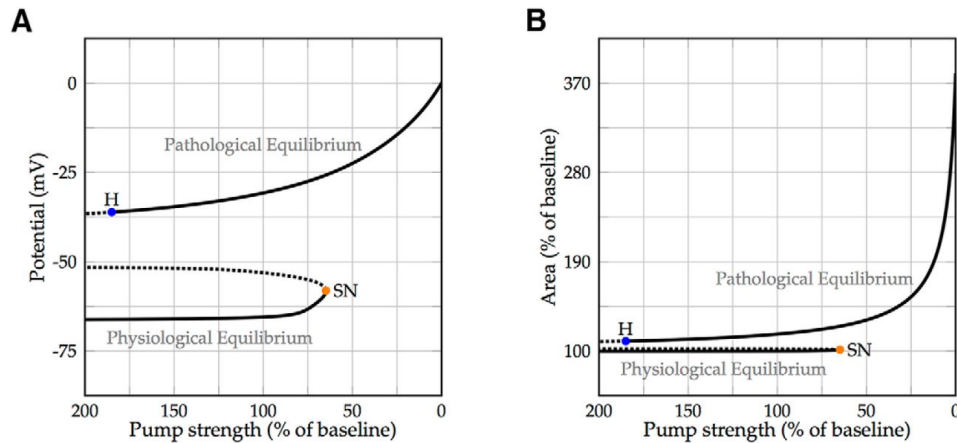 A
0
-25
-50
-75
Potential (mV)
Pathological Equilibrium
H
SN
Physiological Equilibrium
200
150
100
50
0
Pump strength (% of baseline)
B
370
280
190
100
Area (% of baseline)
Pathological Equilibrium
H
SN
Physiological Equilibrium
200
150
100
50
0
Pump strength (% of baseline)